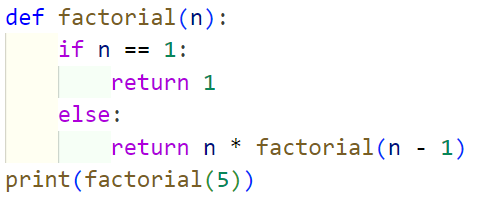 def factorial(n):
    if n == 1:
        return 1
    else:
        return n * factorial(n - 1)
print(factorial(5))